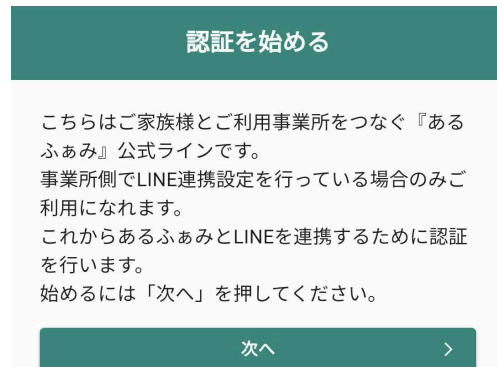 認証を始める
こちらはご家族様とご利用事業所をつなぐ『ある
ふぁみ』公式ラインです。
事業所側でLINE連携設定を行っている場合のみご
利用になれます。
これからあるふぁみとLINEを連携するために認証
を行います。
始めるには「次へ」を押してください。
次へ